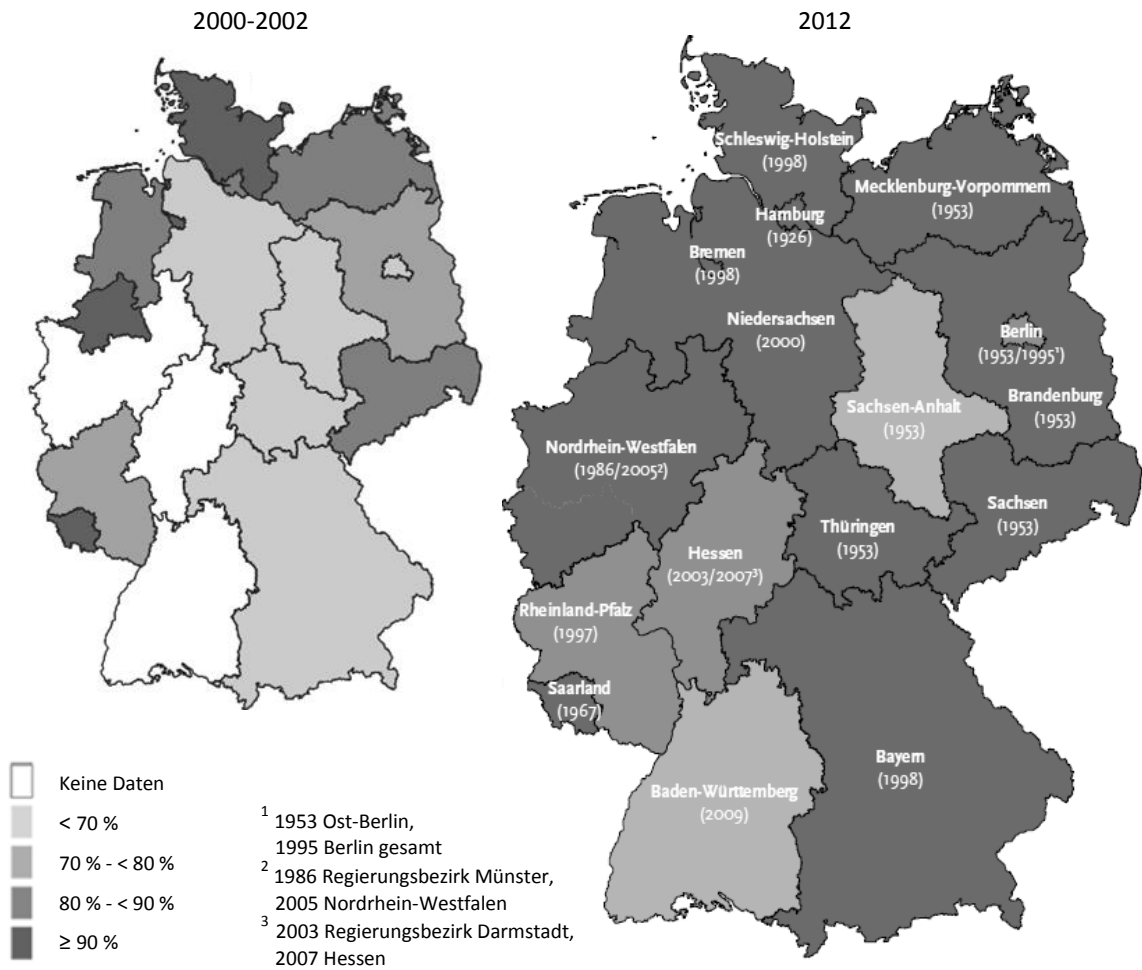 2000-2002
2012
Schleswig-Holstein
(1998)
Mecklenburg-Vorpommern
(1953)
Hamburg
(1926)
Bremen
(1998)
Niedersachsen
(2000)
Berlin
(1953/1995¹)
Brandenburg
(1953)
Sachsen-Anhalt
(1953)
Nordrhein-Westfalen
(1986/2005²)
Sachsen
(1953)
Thüringen
(1953)
Hessen
(2003/2007³)
Rheinland-Pfalz
(1997)
Saarland
(1967)
Bayern
(1998)
Baden-Württemberg
(2009)
Keine Daten
< 70 %
70 % - < 80 %
80 % - < 90 %
≥ 90 %
¹ 1953 Ost-Berlin,
1995 Berlin gesamt
² 1986 Regierungsbezirk Münster,
2005 Nordrhein-Westfalen
³ 2003 Regierungsbezirk Darmstadt,
2007 Hessen